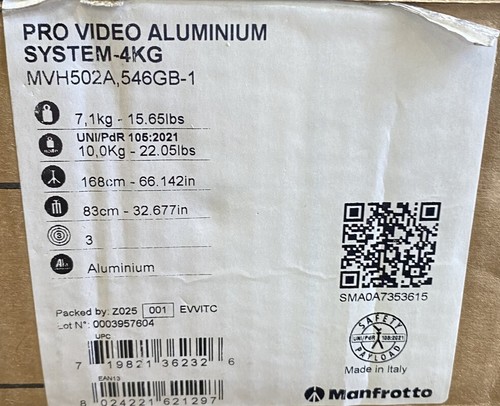 PRO VIDEO ALUMINIUM
SYSTEM-4KG
MVH502A,546GB-1
7,1kg - 15.65lbs
UNI/PdR 105:2021
10,0Kg - 22.05lbs
168cm - 66.142in
83cm - 32.677in
3
3
Aluminium
SMA0A7353615
Packed by: Z025 001 EVVITC
Lot N°: 0003957604
UPC
7 19821 36232 6
EAN13
8 024221 621297
SAFETY
UNI/PdR 105:2021
PAYLOAD
Made in Italy
Manfrotto